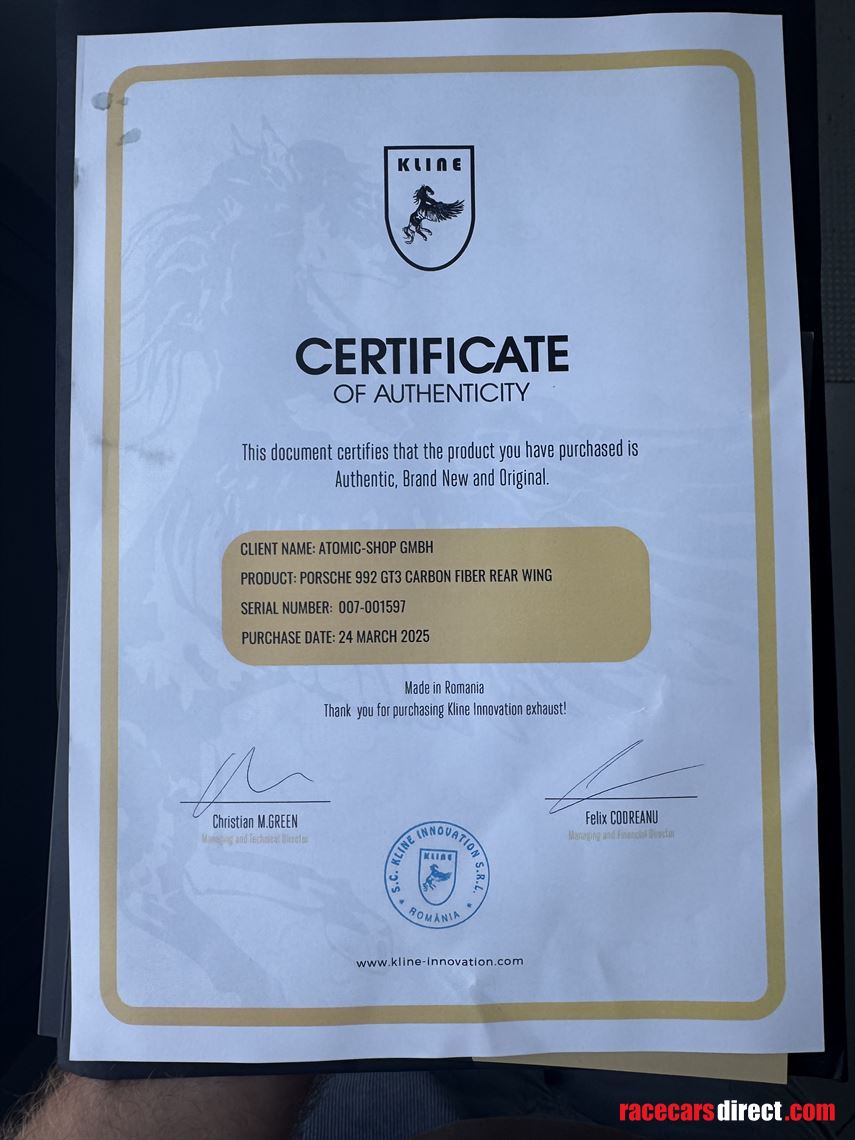 KLINE
CERTIFICATE
OF AUTHENTICITY
This document certifies that the product you have purchased is
Authentic, Brand New and Original.
CLIENT NAME: ATOMIC-SHOP GMBH
PRODUCT: PORSCHE 992 GT3 CARBON FIBER REAR WING
SERIAL NUMBER: 007-001597
PURCHASE DATE: 24 MARCH 2025
Made in Romania
Thank you for purchasing Kline Innovation exhaust!
Christian M.GREEN
Managing and Technical Director
Felix CODREANU
Managing and Financial Director
S.C. KLINE INNOVATION S.R.L.
KLINE
ROMÂNIA
www.kline-innovation.com
racecarsdirect.com